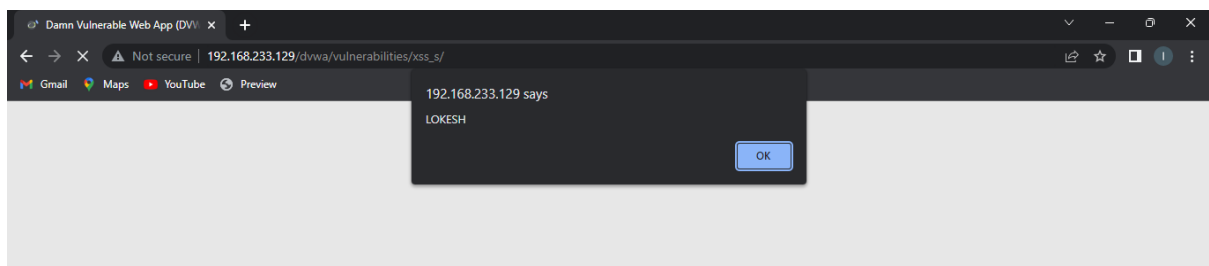 Damn Vulnerable Web App (DVW
Not secure | 192.168.233.129/dvwa/vulnerabilities/xss_s/
Gmail Maps YouTube Preview
192.168.233.129 says
LOKESH
OK